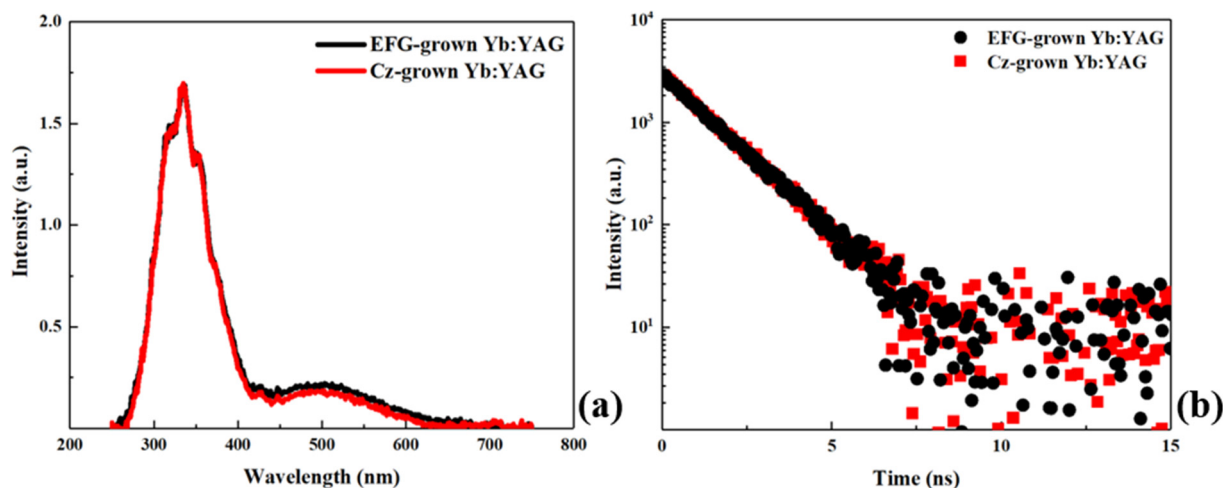 2.0
1.5
1.0
0.5
200 300 400 500 600 700 800
Intensity (a.u.)
Wavelength (nm)
EFG-grown Yb:YAG
Cz-grown Yb:YAG
(a)
10⁴
10³
10²
10¹
0 5 10 15
Intensity (a.u.)
Time (ns)
EFG-grown Yb:YAG
Cz-grown Yb:YAG
(b)